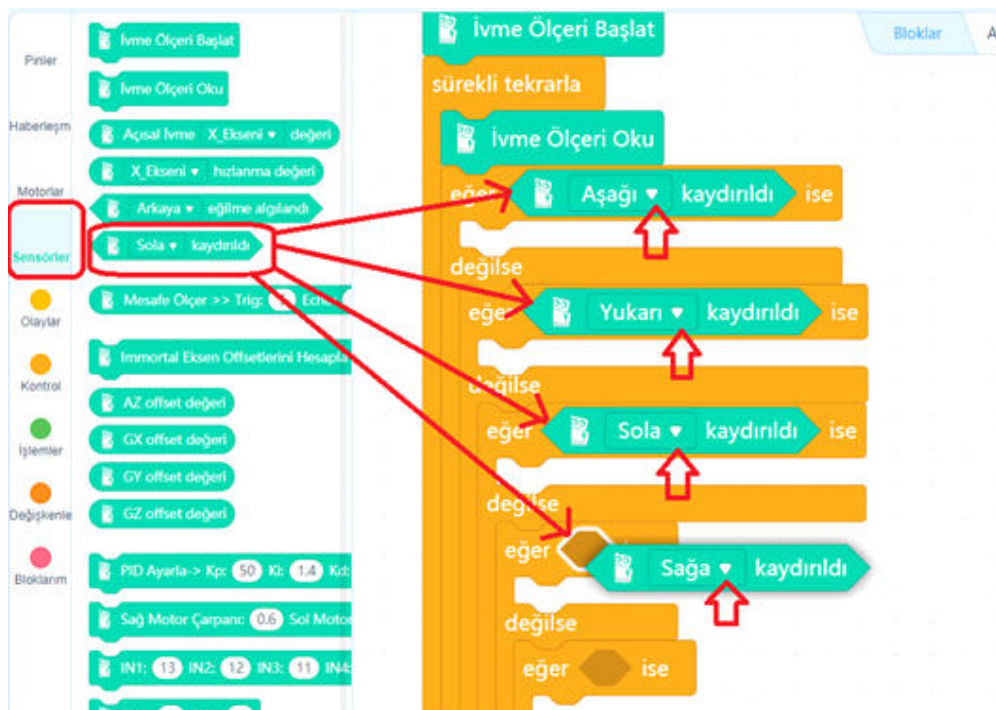 Pinler
Haberleşm
Motorlar
Sensörler
Olaylar
Kontrol
İşlemler
Değişkenle
Bloklarım
İvme Ölçeri Başlat
İvme Ölçeri Oku
Açısal İvme X_Ekseni ▾ değeri
X_Ekseni ▾ hızlanma değeri
Arkaya ▾ eğilme algılandı
Sola ▾ kaydırıldı
Mesafe Ölçer >> Trig: Echo
Immortal Eksen Offsetlerini Hesapla
AZ offset değeri
GX offset değeri
GY offset değeri
GZ offset değeri
PID Ayarla-> Kp: 50 Ki: 1.4 Kd:
Sağ Motor Çarpanı: 0.6 Sol Moto
IN1: 13 IN2: 12 IN3: 11 IN4:
İvme Ölçeri Başlat
sürekli tekrarla
İvme Ölçeri Oku
eğer Aşağı ▾ kaydırıldı ise
değilse
eğer Yukarı ▾ kaydırıldı ise
değilse
eğer Sola ▾ kaydırıldı ise
değilse
eğer Sağa ▾ kaydırıldı
değilse
eğer ise
Bloklar A